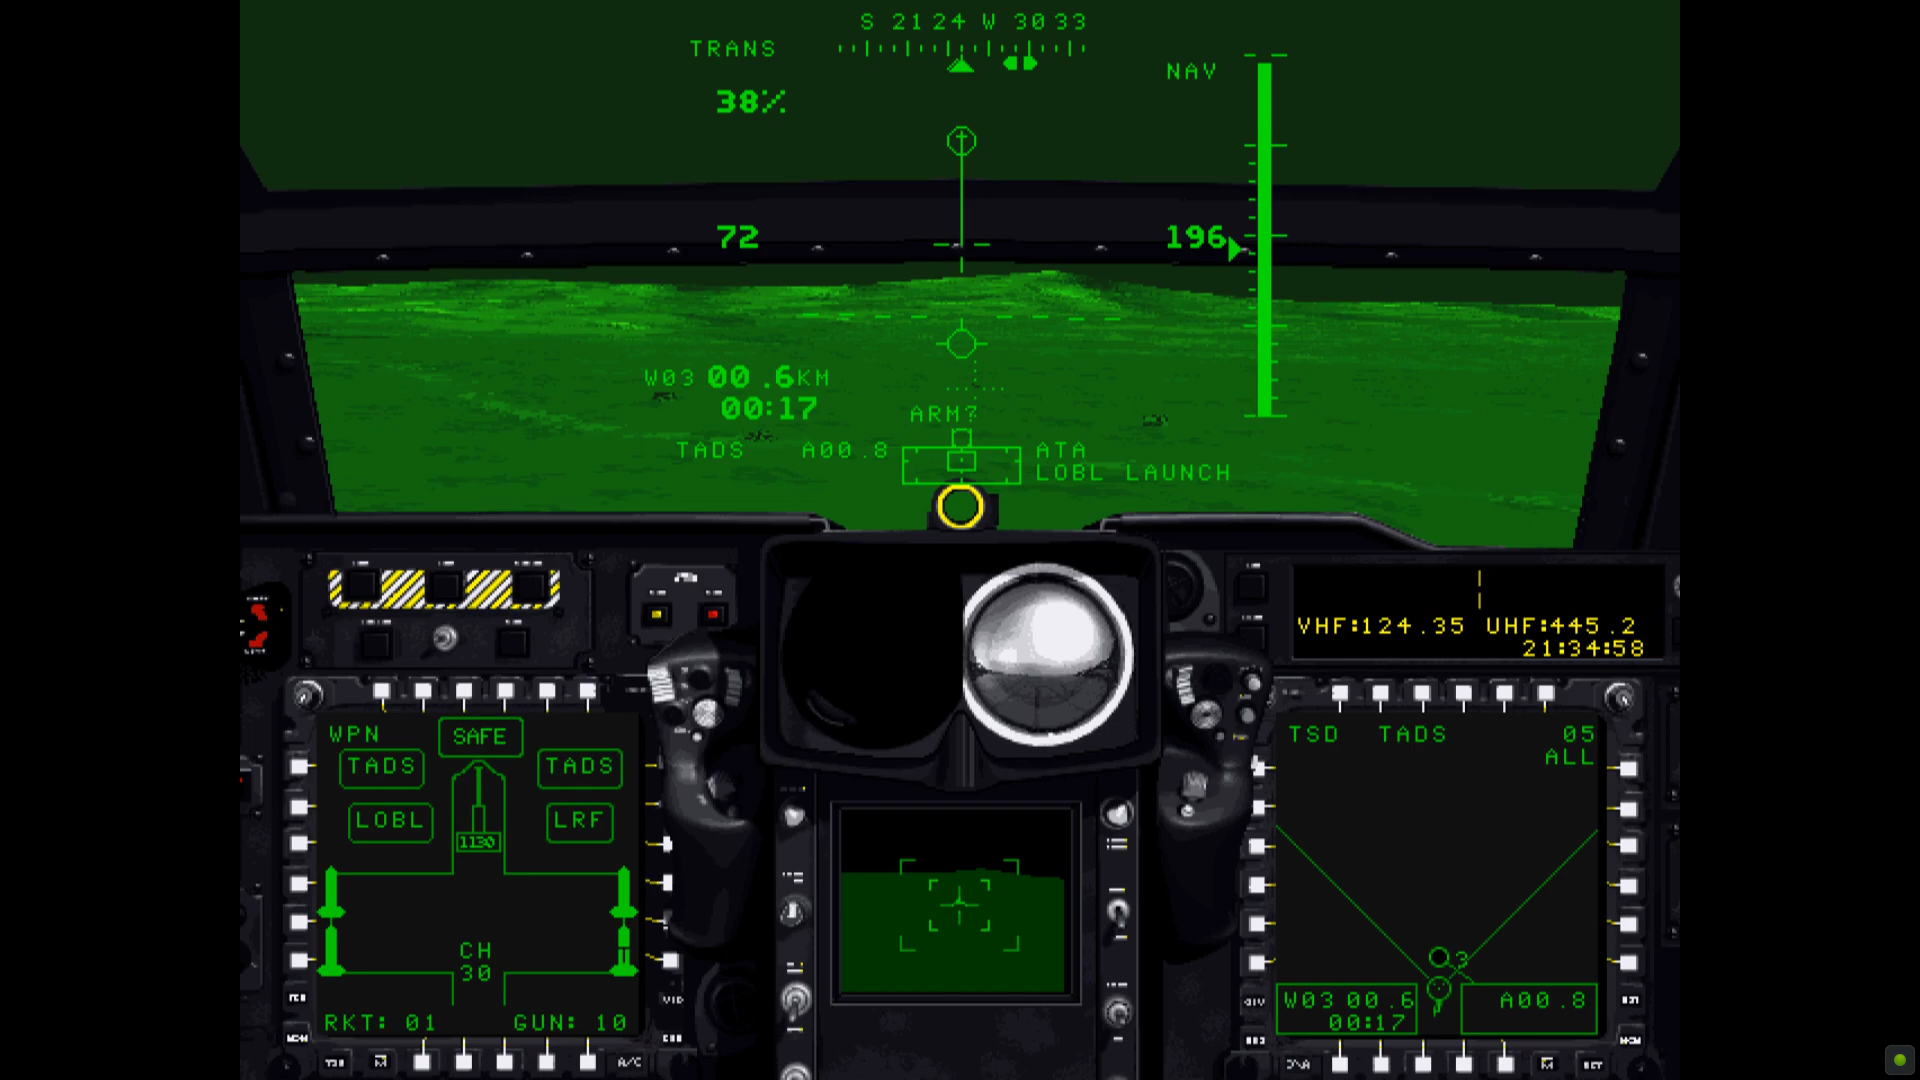 S 21 24 W 30 33
TRANS
NAV
38%
72
196
W03 00.6KM
00:17
ARM?
TADS A00.8
ATA
LOBL LAUNCH
VHF:124.35 UHF:445.2
21:34:58
WPN
SAFE
TADS
TADS
LOBL
LRF
1130
CH
30
RKT: 01
GUN: 10
TSD TADS 05
ALL
3
W03 00.6
00:17
A00.8
A/C